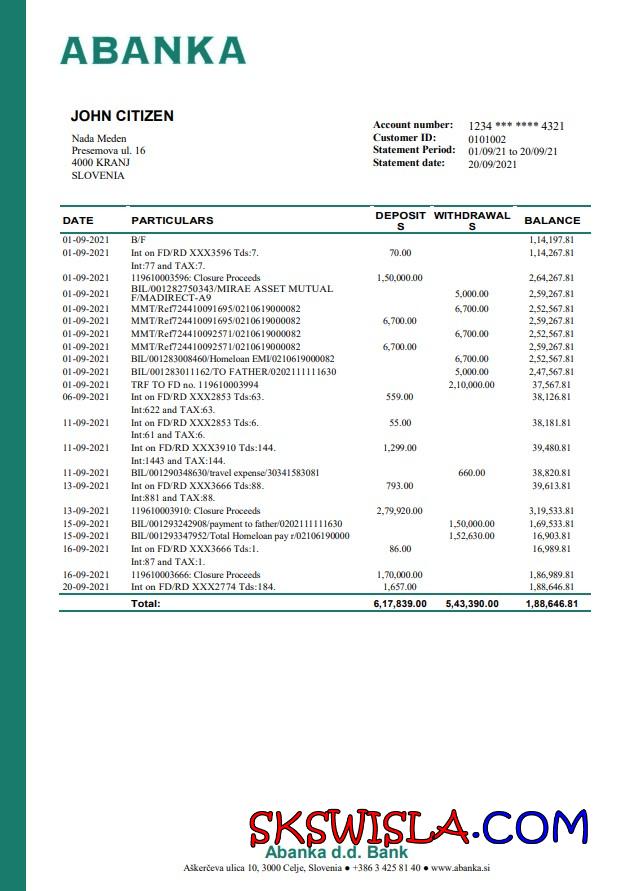 ABANKA
JOHN CITIZEN
Nada Meden
Presemova ul. 16
4000 KRANJ
SLOVENIA
Account number: 1234 *** **** 4321
Customer ID: 0101002
Statement Period: 01/09/21 to 20/09/21
Statement date: 20/09/2021
DATE PARTICULARS DEPOSIT S WITHDRAWAL S BALANCE
01-09-2021 B/F 1,14,197.81
01-09-2021 Int on FD/RD XXX3596 Tds:7. 70.00 1,14,267.81
Int:77 and TAX:7.
01-09-2021 119610003596: Closure Proceeds 1,50,000.00 2,64,267.81
01-09-2021 BIL/001282750343/MIRAE ASSET MUTUAL F/MADIRECT-A9 5,000.00 2,59,267.81
01-09-2021 MMT/Ref724410091695/0210619000082 6,700.00 2,52,567.81
01-09-2021 MMT/Ref724410091695/0210619000082 6,700.00 2,59,267.81
01-09-2021 MMT/Ref724410092571/0210619000082 6,700.00 2,52,567.81
01-09-2021 MMT/Ref724410092571/0210619000082 6,700.00 2,59,267.81
01-09-2021 BIL/001283008460/Homeloan EMI/0210619000082 6,700.00 2,52,567.81
01-09-2021 BIL/001283011162/TO FATHER/0202111111630 5,000.00 2,47,567.81
01-09-2021 TRF TO FD no. 119610003994 2,10,000.00 37,567.81
06-09-2021 Int on FD/RD XXX2853 Tds:63. 559.00 38,126.81
Int:622 and TAX:63.
11-09-2021 Int on FD/RD XXX2853 Tds:6. 55.00 38,181.81
Int:61 and TAX:6.
11-09-2021 Int on FD/RD XXX3910 Tds:144. 1,299.00 39,480.81
Int:1443 and TAX:144.
11-09-2021 BIL/001290348630/travel expense/30341583081 660.00 38,820.81
13-09-2021 Int on FD/RD XXX3666 Tds:88. 793.00 39,613.81
Int:881 and TAX:88.
13-09-2021 119610003910: Closure Proceeds 2,79,920.00 3,19,533.81
15-09-2021 BIL/001293242908/payment to father/0202111111630 1,50,000.00 1,69,533.81
15-09-2021 BIL/001293347952/Total Homeloan pay r/02106190000 1,52,630.00 16,903.81
16-09-2021 Int on FD/RD XXX3666 Tds:1. 86.00 16,989.81
Int:87 and TAX:1.
16-09-2021 119610003666: Closure Proceeds 1,70,000.00 1,86,989.81
20-09-2021 Int on FD/RD XXX2774 Tds:184. 1,657.00 1,88,646.81
Total: 6,17,839.00 5,43,390.00 1,88,646.81
SKSWISLA.COM
Abanka d.d. Bank
Aškerčeva ulica 10, 3000 Celje, Slovenia ● +386 3 425 81 40 ● www.abanka.si